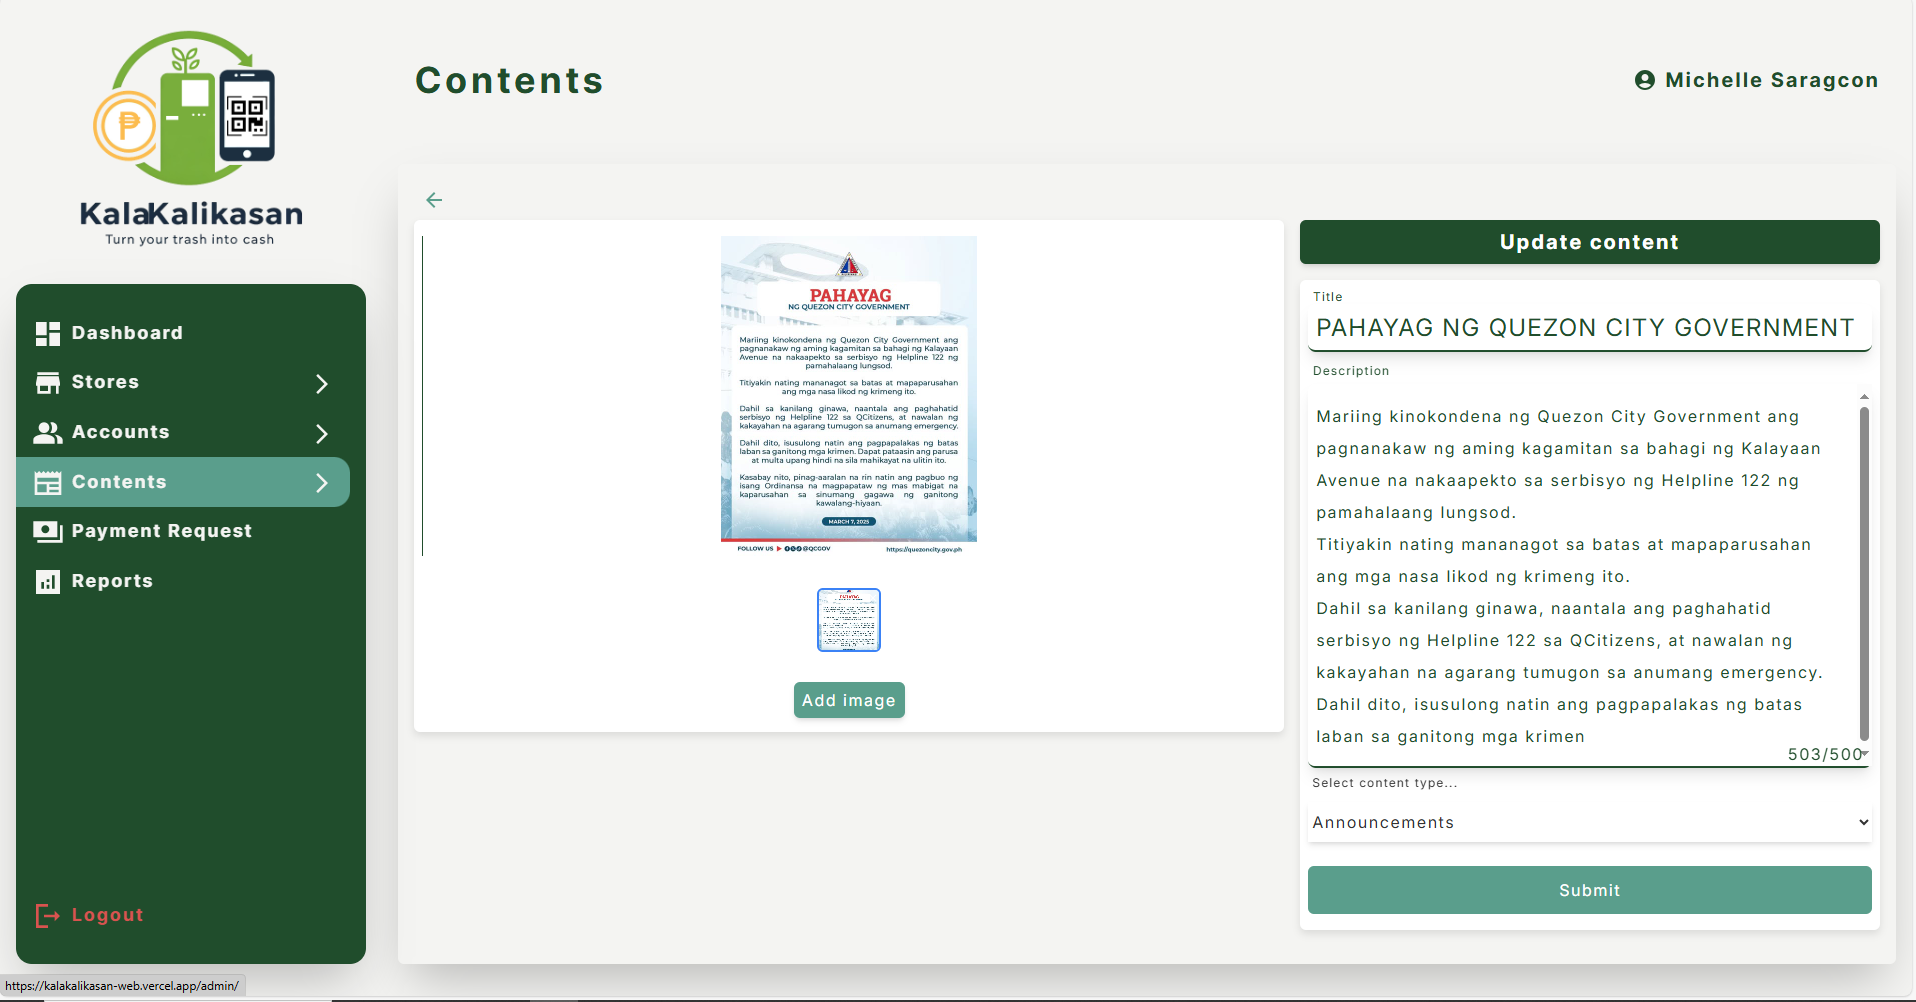 KalaKalikasan
Turn your trash into cash
Dashboard
Stores
Accounts
Contents
Payment Request
Reports
Logout
https://kalakalikasan-web.vercel.app/admin/
Contents
Michelle Saragcon
PAHAYAG
NG QUEZON CITY GOVERNMENT
Mariing kinokondena ng Quezon City Government ang
pagnanakaw ng aming kagamitan sa bahagi ng Kalayaan
Avenue na nakaapekto sa serbisyo ng Helpline 122 ng
pamahalaang lungsod.
Titiyakin nating mananagot sa batas at mapaparusahan
ang mga nasa likod ng krimeng ito.
Dahil sa kanilang ginawa, naantala ang paghahatid
serbisyo ng Helpline 122 sa QCitizens, at nawalan ng
kakayahan na agarang tumugon sa anumang emergency.
Dahil dito, isusulong natin ang pagpapalakas ng batas
laban sa ganitong mga krimen. Dapat pataasin ang parusa
at multa upang hindi na sila mahikayat na ulitin ito.
Kasabay nito, pinag-aaralan na rin natin ang pagbuo ng
isang Ordinansa na magpapataw ng mas mabigat na
kaparusahan sa sinumang gagawa ng ganitong
kawalang-hiyaan.
MARCH 7, 2025
FOLLOW US @QCGOV
https://quezoncity.gov.ph
Add image
Update content
Title
PAHAYAG NG QUEZON CITY GOVERNMENT
Description
Mariing kinokondena ng Quezon City Government ang
pagnanakaw ng aming kagamitan sa bahagi ng Kalayaan
Avenue na nakaapekto sa serbisyo ng Helpline 122 ng
pamahalaang lungsod.
Titiyakin nating mananagot sa batas at mapaparusahan
ang mga nasa likod ng krimeng ito.
Dahil sa kanilang ginawa, naantala ang paghahatid
serbisyo ng Helpline 122 sa QCitizens, at nawalan ng
kakayahan na agarang tumugon sa anumang emergency.
Dahil dito, isusulong natin ang pagpapalakas ng batas
laban sa ganitong mga krimen
503/500
Select content type...
Announcements
Submit